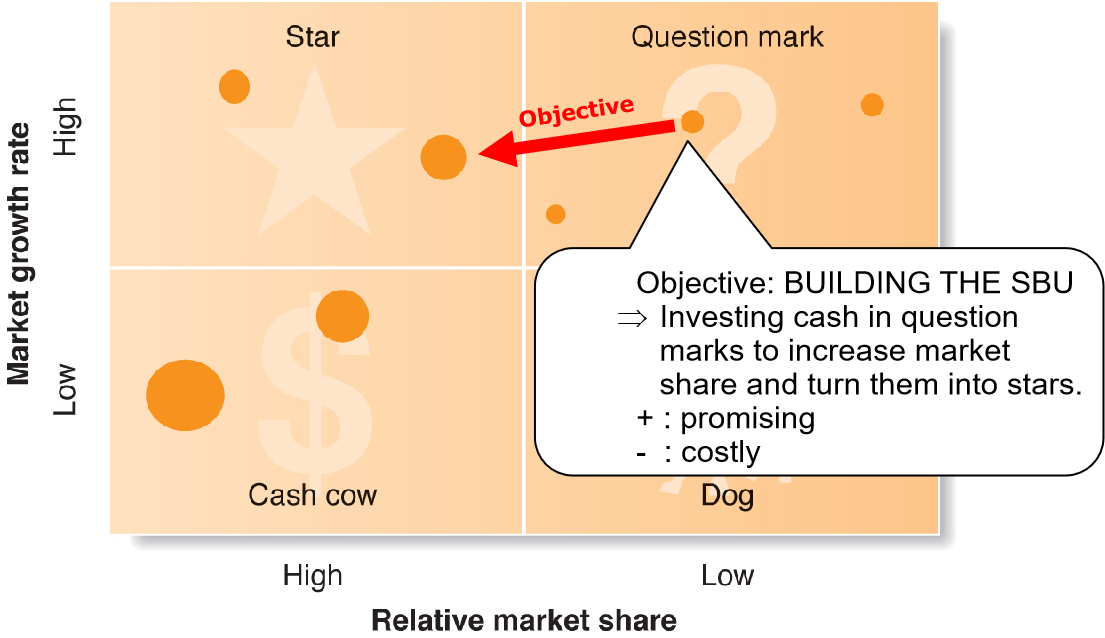 Star
Question mark
Objective
High
Market growth rate
Objective: BUILDING THE SBU
⇒ Investing cash in question
marks to increase market
share and turn them into stars.
+ : promising
- : costly
Low
$
Cash cow
Dog
High
Low
Relative market share